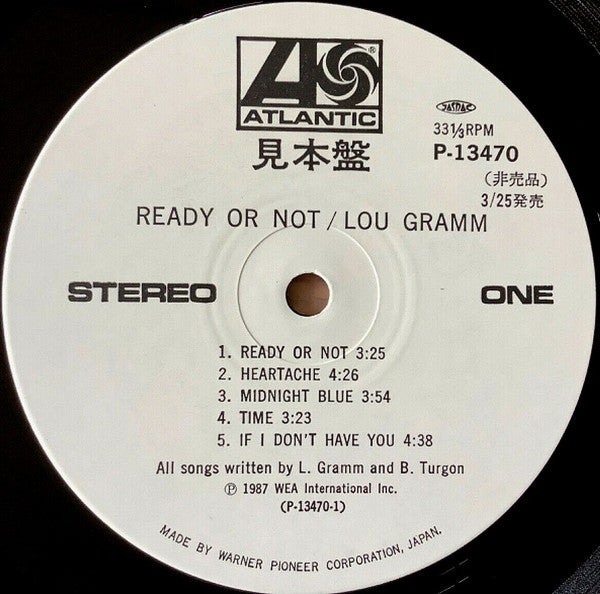 ATLANTIC
®
見本盤
JASRAC
33⅓RPM
P-13470
(非売品)
3/25発売
READY OR NOT / LOU GRAMM
STEREO
ONE
1. READY OR NOT 3:25
2. HEARTACHE 4:26
3. MIDNIGHT BLUE 3:54
4. TIME 3:23
5. IF I DON'T HAVE YOU 4:38
All songs written by L. Gramm and B. Turgon
℗ 1987 WEA International Inc.
(P-13470-1)
MADE BY WARNER PIONEER CORPORATION, JAPAN.